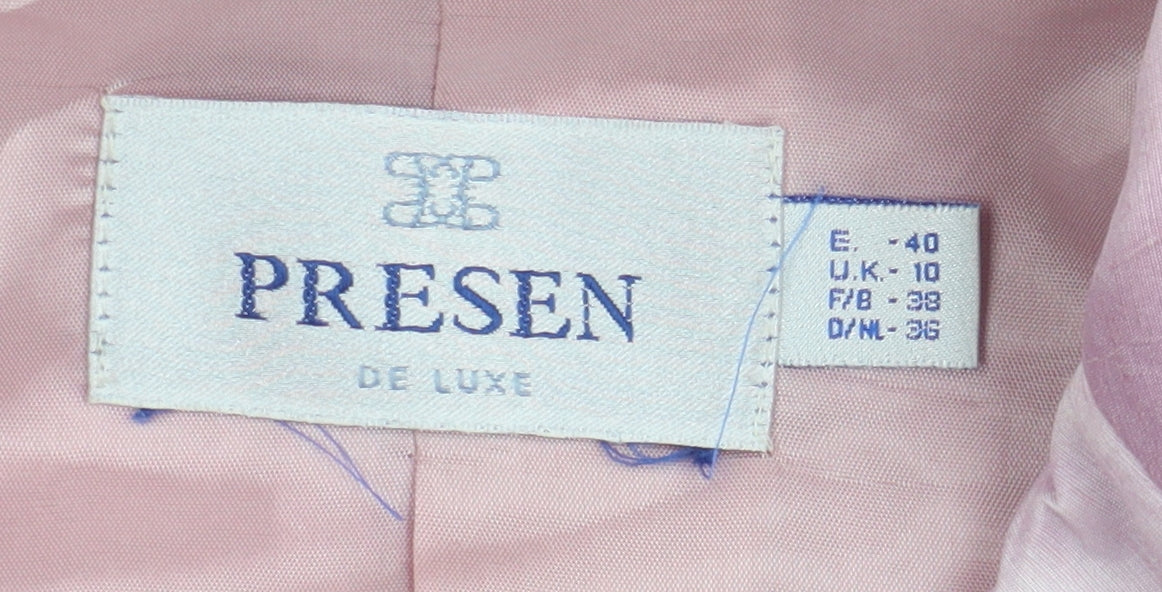 PRESEN
DE LUXE
E. - 40
U.K. - 10
F/B - 38
D/NL - 36